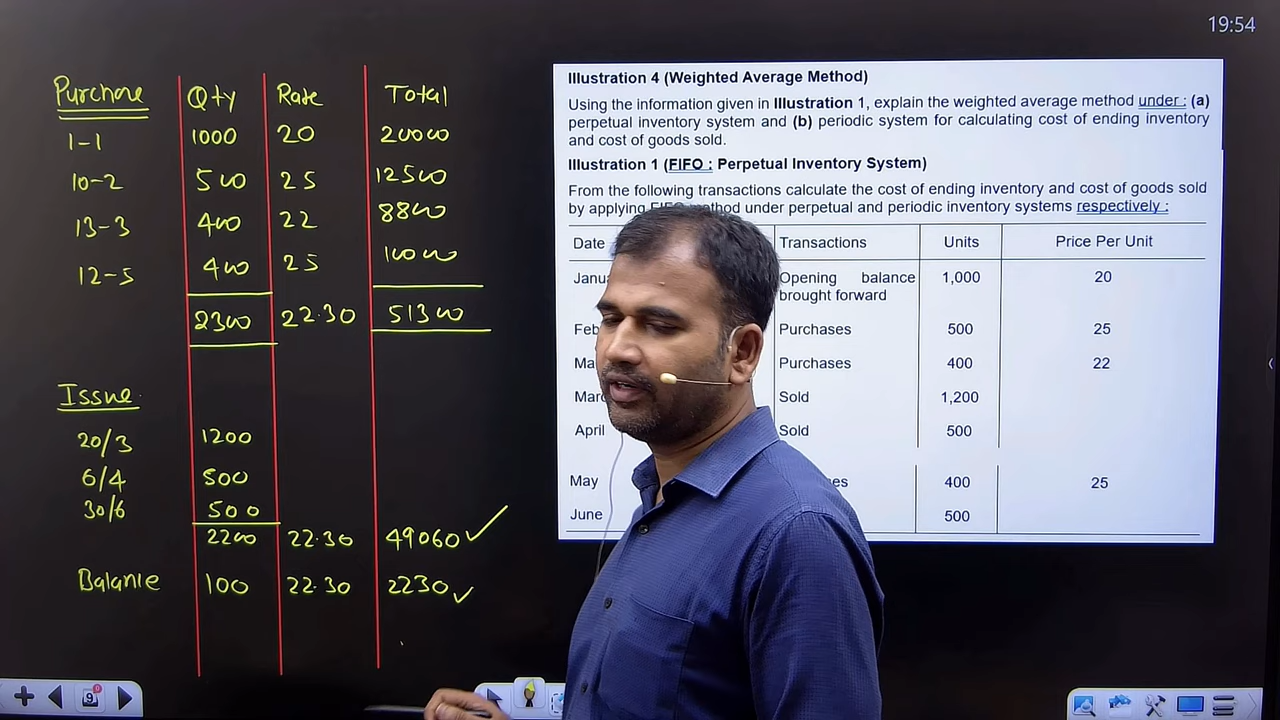 19:54
Purchase Qty Rate Total
1-1 1000 20 20000
10-2 500 25 12500
13-3 400 22 8800
12-5 400 25 10000
2300 22.30 51300
Issue
20/3 1200
6/4 500
30/6 500
2200 22.30 49060
Balance 100 22.30 2230
Illustration 4 (Weighted Average Method)
Using the information given in Illustration 1, explain the weighted average method under : (a)
perpetual inventory system and (b) periodic system for calculating cost of ending inventory
and cost of goods sold.
Illustration 1 (FIFO : Perpetual Inventory System)
From the following transactions calculate the cost of ending inventory and cost of goods sold
by applying FIFO method under perpetual and periodic inventory systems respectively :
Date Transactions Units Price Per Unit
Opening balance 1,000 20
brought forward
Purchases 500 25
Purchases 400 22
Sold 1,200
April Sold 500
May 400 25
June 500
9